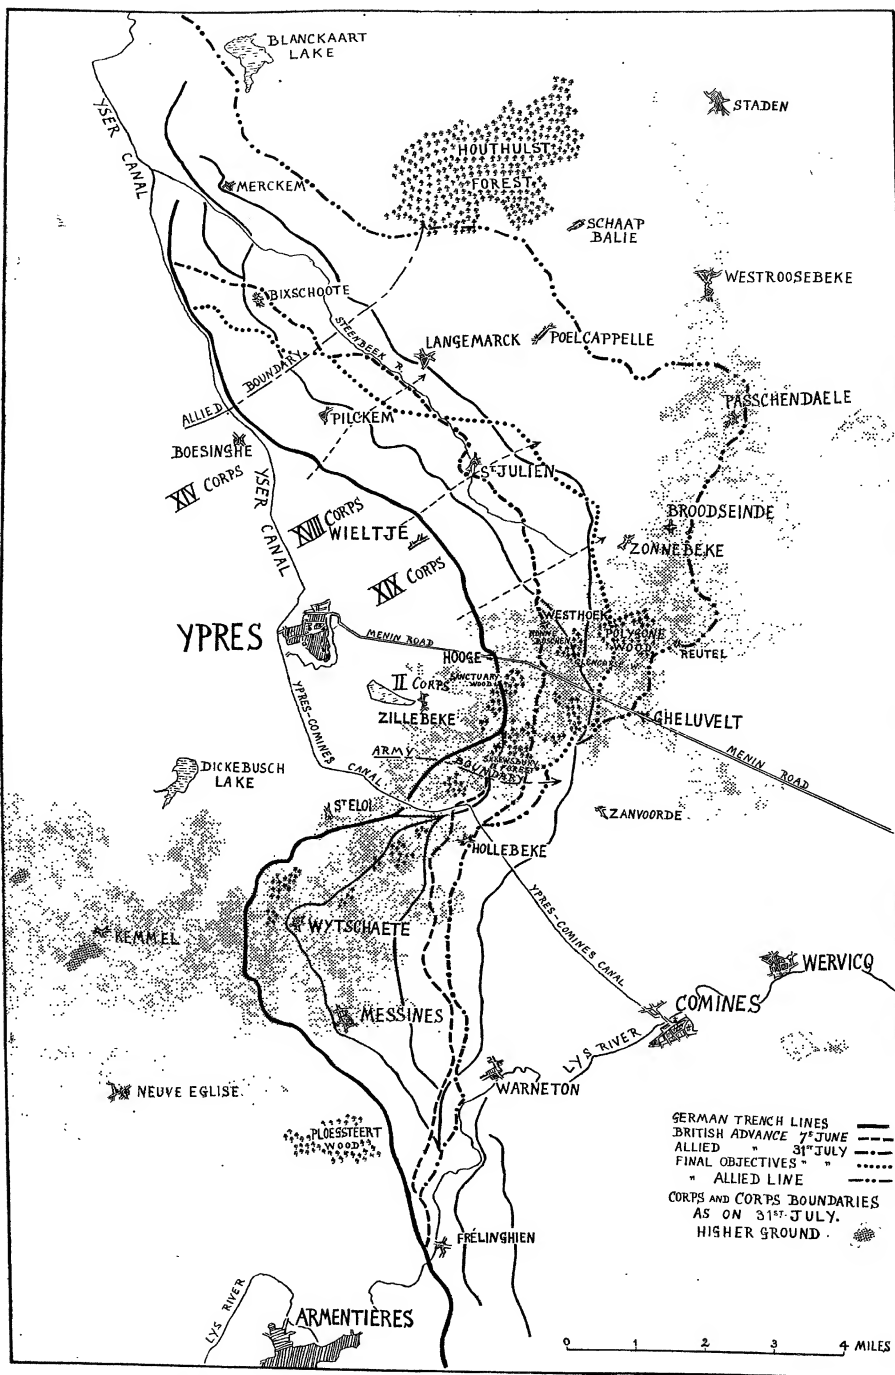 BLANCKAART
LAKE
STADEN
YSER CANAL
HOUTHULST
FOREST
MERCKEM
SCHAAP
BALIE
WESTROOSEBEKE
BIXSCHOOTE
STEENBEEK R.
LANGEMARCK
POELCAPPELLE
ALLIED BOUNDARY
PASSCHENDAELE
PILCKEM
BOESINGHE
XIV CORPS
YSER CANAL
ST JULIEN
XVIII CORPS
WIELTJE
BROODSEINDE
ZONNEBEKE
XIX CORPS
WESTHOEK
YPRES
MENIN ROAD
POLYGONE
WOOD
HOOGE
REUTEL
SANCTUARY
WOOD
II CORPS
ZILLEBEKE
GHELUVELT
YPRES-COMINES
CANAL
ARMY
BOUNDARY
SHREWSBURY
FOREST
MENIN ROAD
DICKEBUSCH
LAKE
ST ELOI
ZANVOORDE
HOLLEBEKE
YPRES-COMINES CANAL
KEMMEL
WYTSCHAETE
WERVICQ
MESSINES
COMINES
LYS RIVER
NEUVE EGLISE.
WARNETON
PLOEGSTEERT
WOOD
GERMAN TRENCH LINES
BRITISH ADVANCE 7E JUNE
ALLIED " 31ST JULY
FINAL OBJECTIVES " "
" ALLIED LINE
CORPS AND CORPS BOUNDARIES
AS ON 31ST. JULY.
HIGHER GROUND.
FRÉLINGHIEN
LYS RIVER
ARMENTIÈRES
0 1 2 3 4 MILES